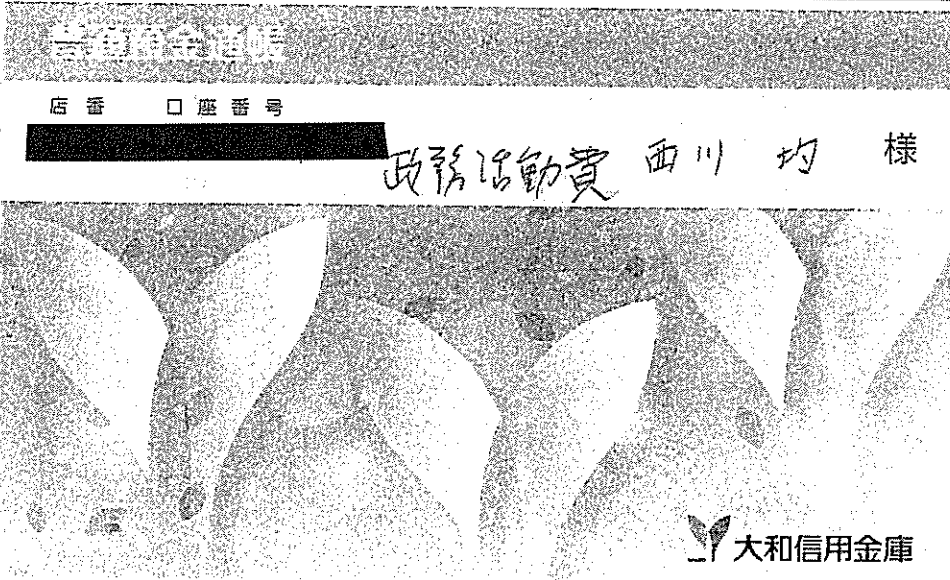 普通預金通帳
店番 口座番号
政務活動費 西川 均 様
大和信用金庫